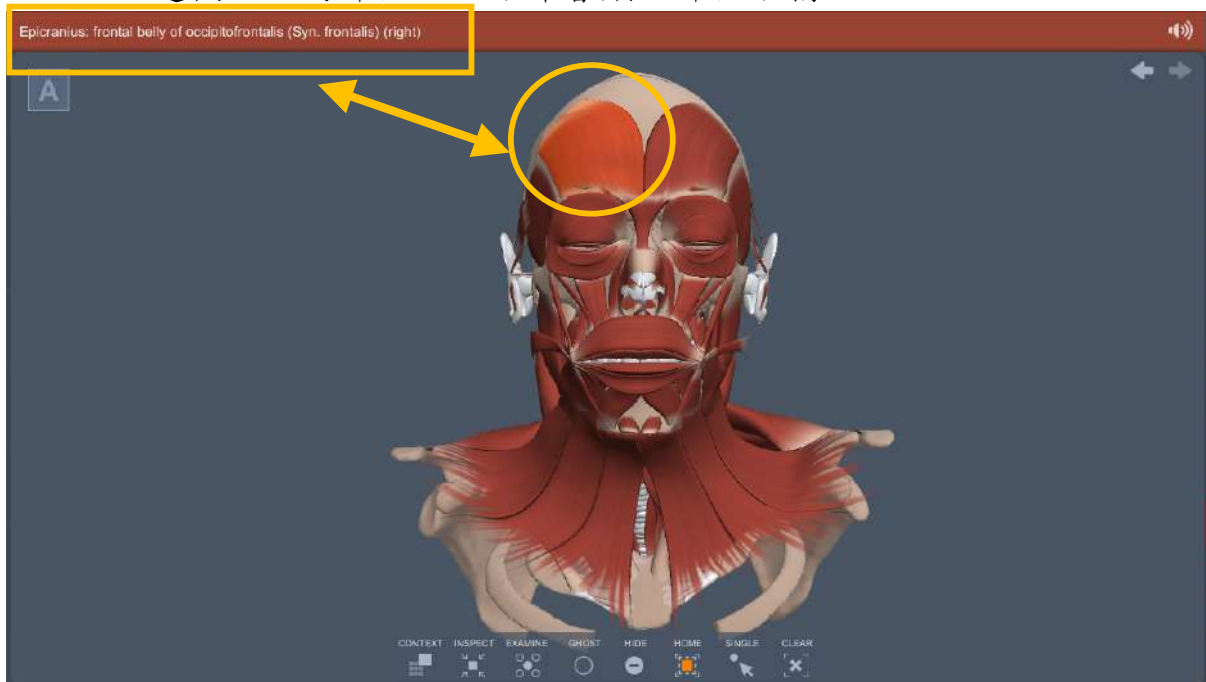 Epicranius: frontal belly of occipitofrontalis (Syn. frontalis) (right)
A
CONTEXT INSPECT EXAMINE GHOST HIDE HOME SINGLE CLEAR